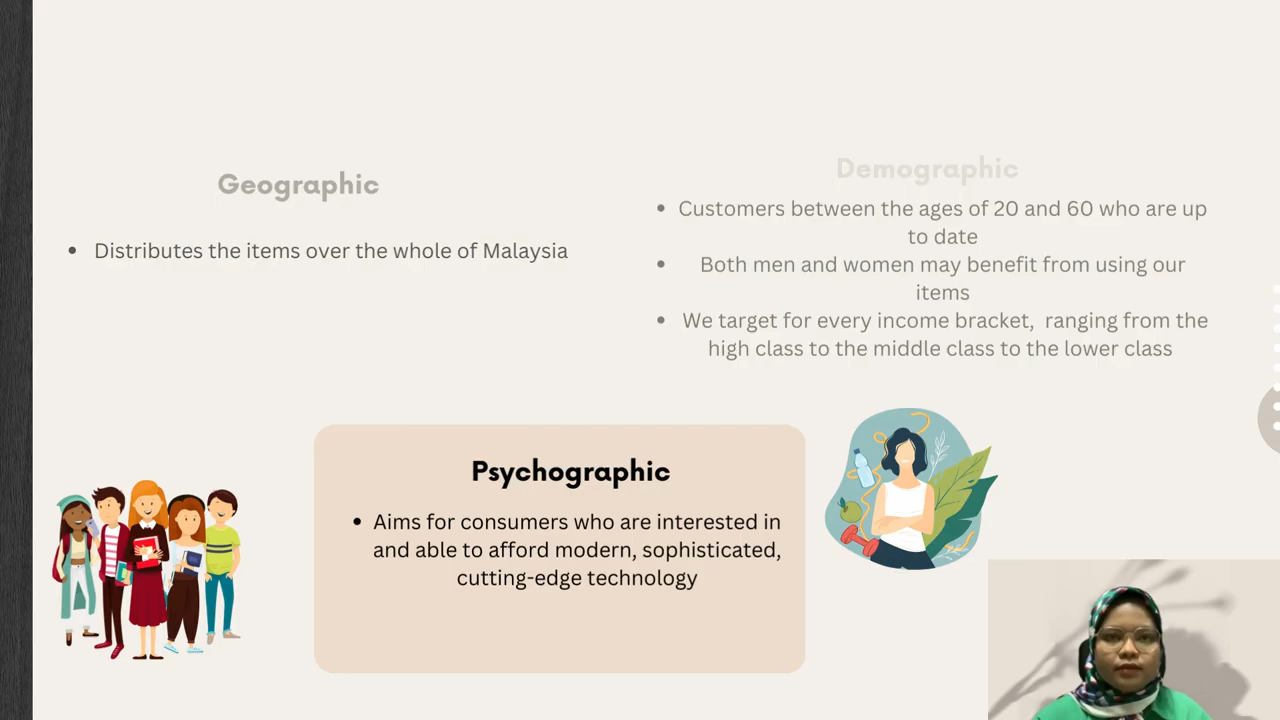 Geographic
Distributes the items over the whole of Malaysia
Demographic
Customers between the ages of 20 and 60 who are up
to date
Both men and women may benefit from using our
items
We target for every income bracket,  ranging from the
high class to the middle class to the lower class
Psychographic
Aims for consumers who are interested in
and able to afford modern, sophisticated,
cutting-edge technology